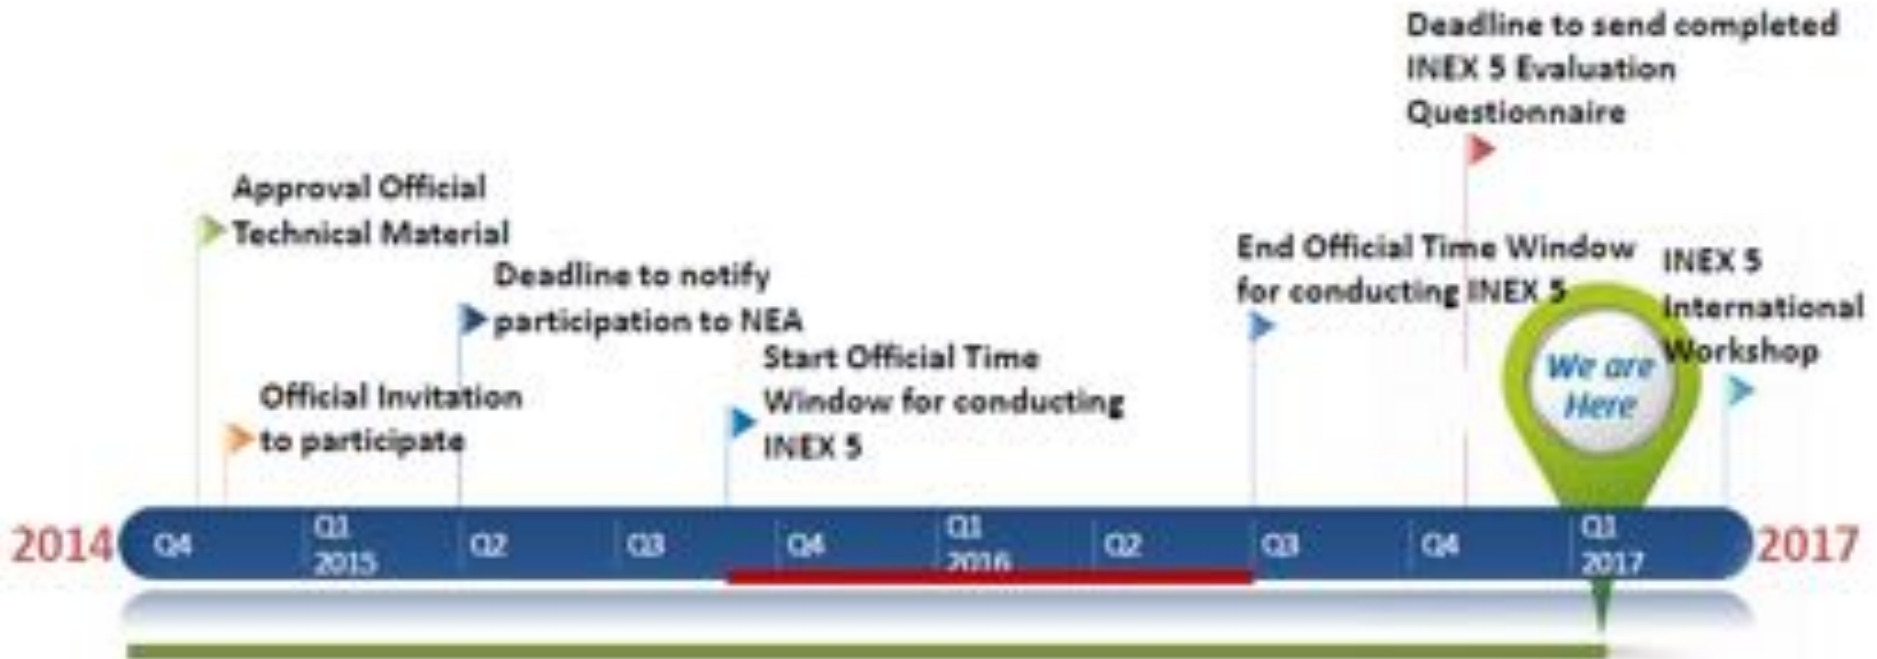 Deadline to send completed
INEX 5 Evaluation
Questionnaire
Approval Official
Technical Material
Deadline to notify
participation to NEA
End Official Time Window
for conducting INEX 5
INEX 5
International
Workshop
Start Official Time
Window for conducting
INEX 5
We are
Here
Official Invitation
to participate
2014
Q4
Q1
2015
Q2
Q3
Q4
Q1
2016
Q2
Q3
Q4
Q1
2017
2017